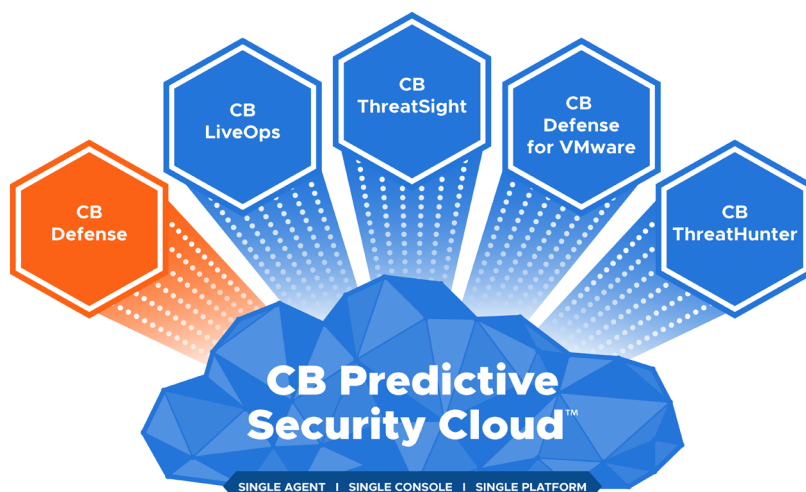 CB
Defense
CB
LiveOps
CB
ThreatSight
CB
Defense
for VMware
CB
ThreatHunter
CB Predictive
Security Cloud™
SINGLE AGENT I SINGLE CONSOLE I SINGLE PLATFORM